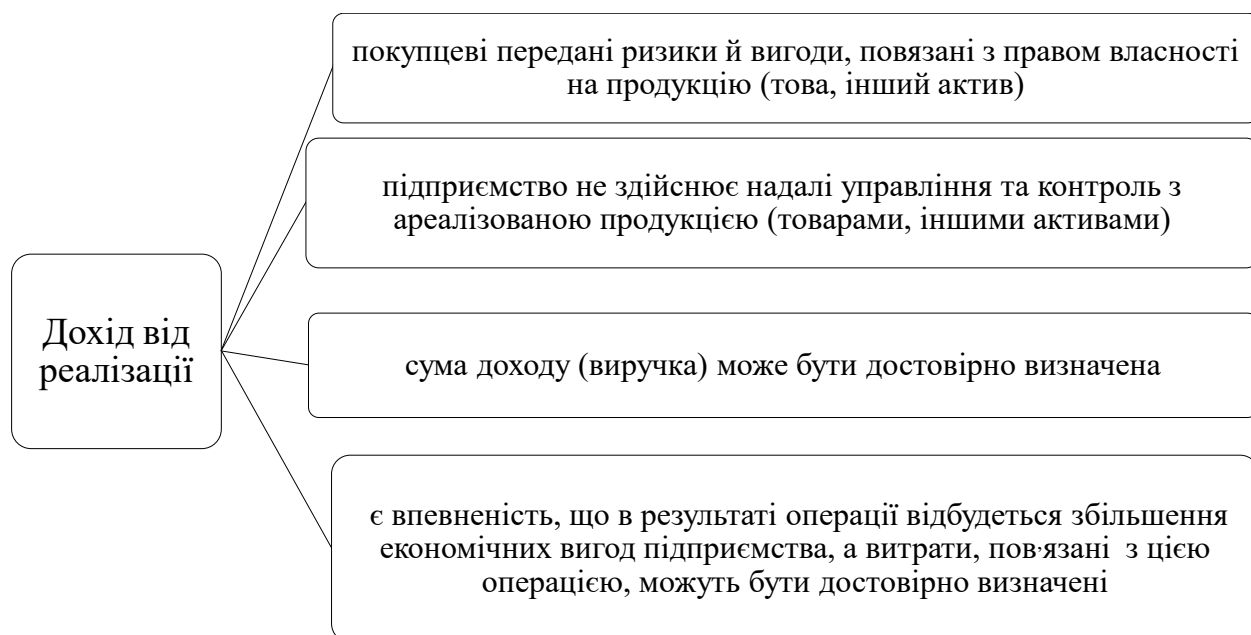 покупцеві передані ризики й вигоди, повязані з правом власності
на продукцію (това, інший актив)
підприємство не здійснює надалі управління та контроль з
ареалізованою продукцією (товарами, іншими активами)
Дохід від
реалізації
сума доходу (виручка) може бути достовірно визначена
є впевненість, що в результаті операції відбудеться збільшення
економічних вигод підприємства, а витрати, пов,язані з цією
операцією, можуть бути достовірно визначені